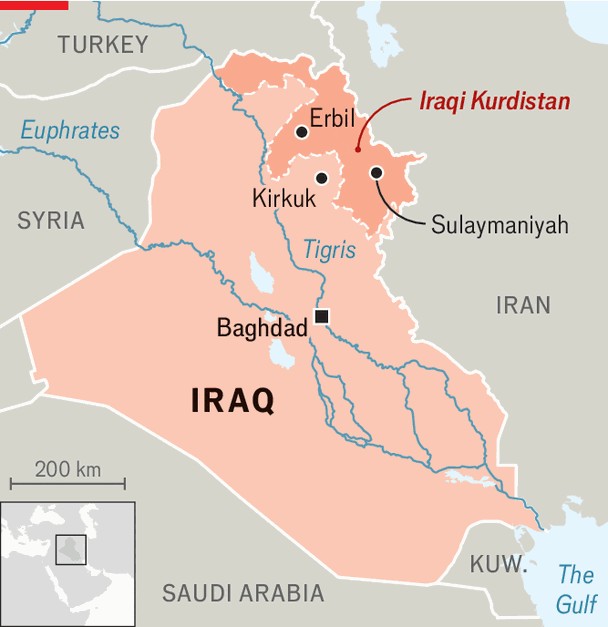 TURKEY
Erbil
Iraqi Kurdistan
Euphrates
Kirkuk
SYRIA
Sulaymaniyah
Tigris
IRAN
Baghdad
IRAQ
200 km
KUW.
The
Gulf
SAUDI ARABIA